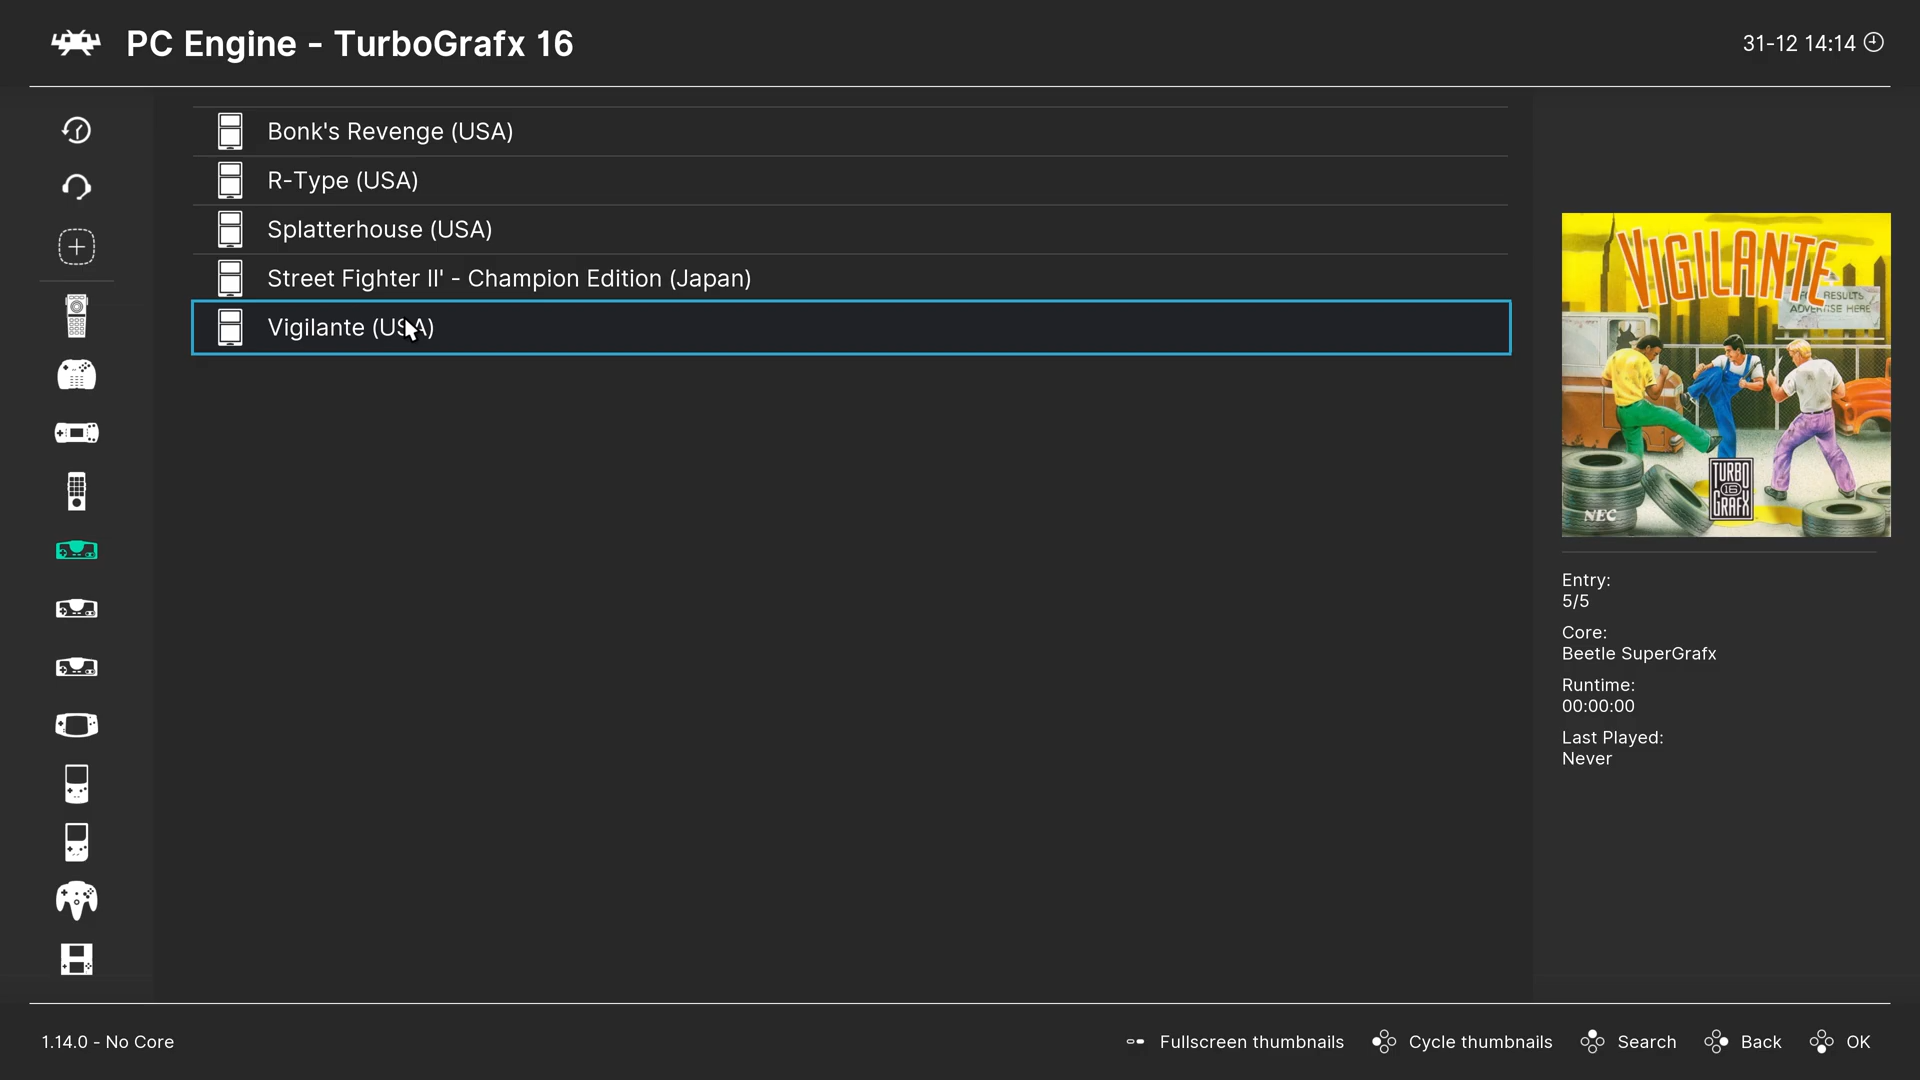 PC Engine - TurboGrafx 16
31-12 14:14
Bonk's Revenge (USA)
R-Type (USA)
Splatterhouse (USA)
Street Fighter II' - Champion Edition (Japan)
Vigilante (USA)
VIGILANTE
RESULTS
ADVERTISE HERE
TURBO
16
GRAFX
NEC
Entry:
5/5
Core:
Beetle SuperGrafx
Runtime:
00:00:00
Last Played:
Never
1.14.0 - No Core
Fullscreen thumbnails
Cycle thumbnails
Search
Back
OK